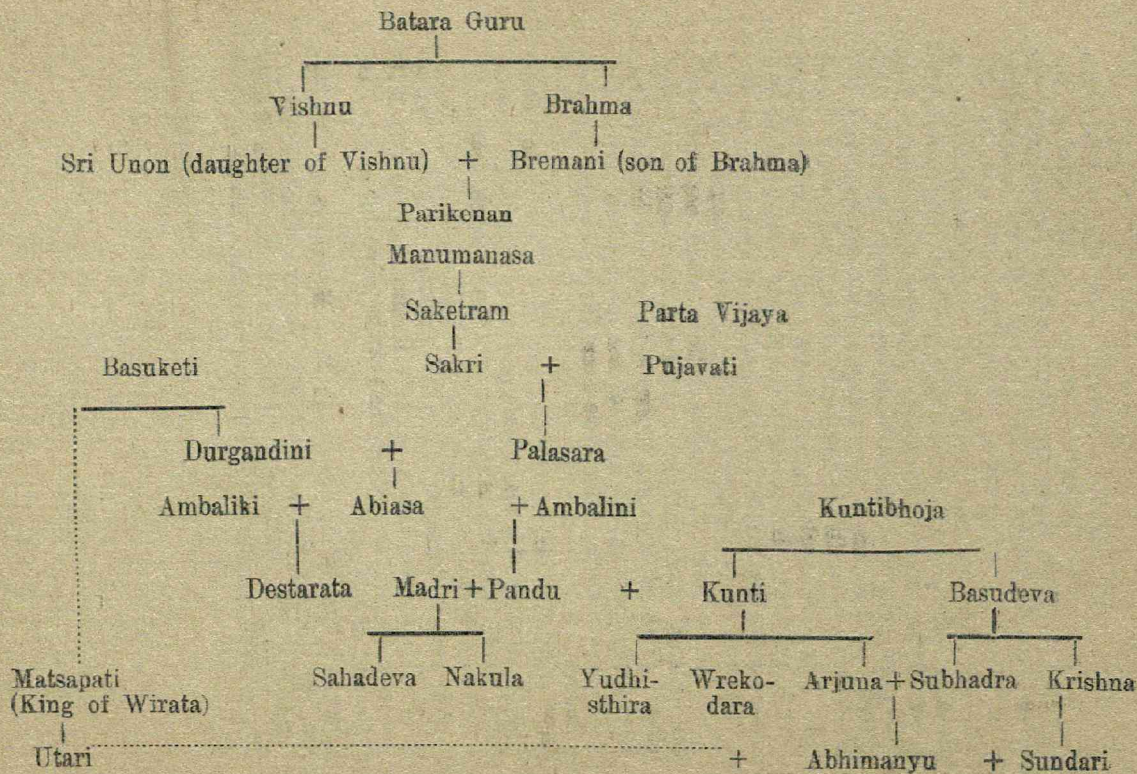 Batara Guru
Vishnu Brahma
Sri Unon (daughter of Vishnu) + Bremani (son of Brahma)
Parikenan
Manumanasa
Saketram Parta Vijaya
Basuketi Sakri + Pujavati
Durgandini + Palasara
Ambaliki + Abiasa + Ambalini Kuntibhoja
Destarata Madri + Pandu + Kunti Basudeva
Matsapati Sahadeva Nakula Yudhi- Wreko- Arjuna + Subhadra Krishna
(King of Wirata) sthira dara
Utari + Abhimanyu + Sundari